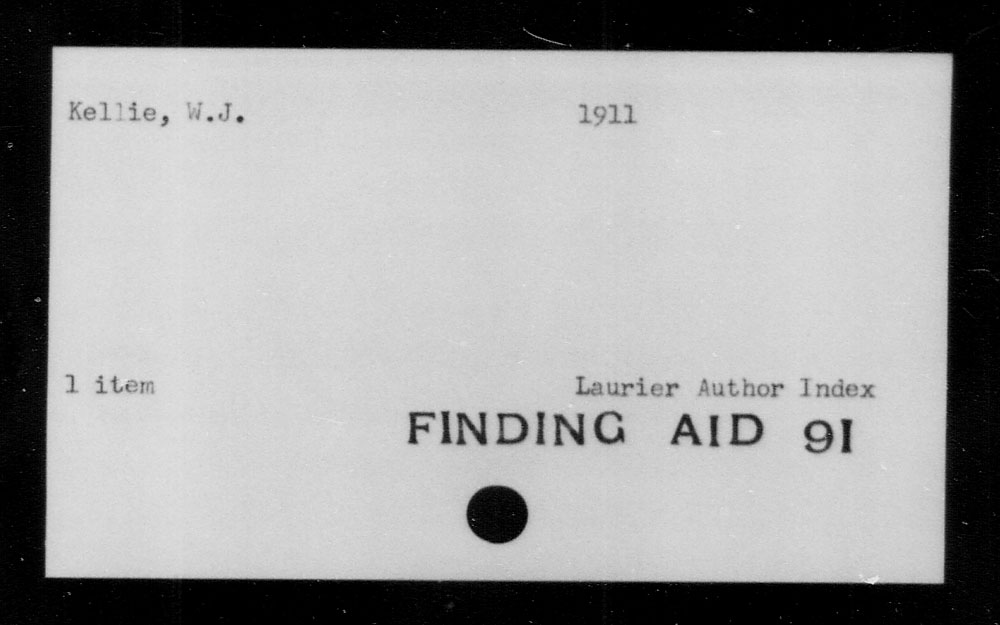 Kellie, W.J. 1911
1 item Laurier Author Index
FINDING AID 91